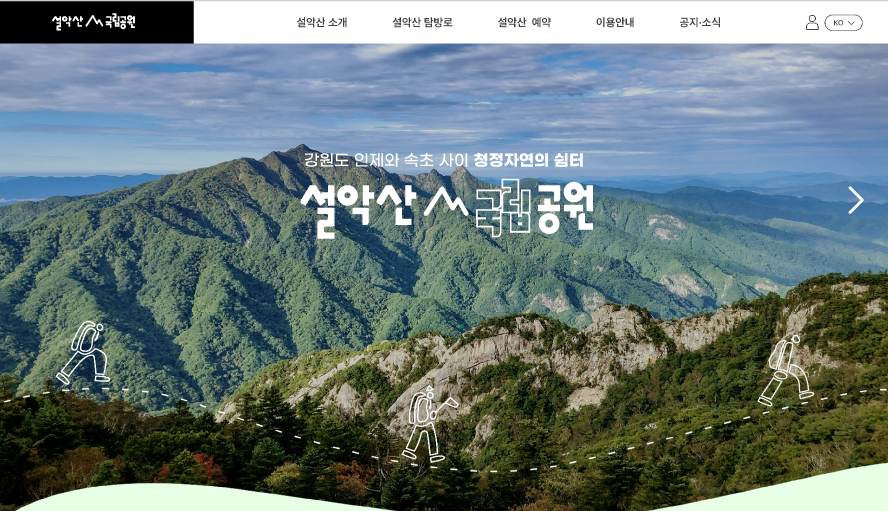 설악산 국립공원
설악산 소개
설악산 탐방로
설악산 예약
이용안내
공지·소식
KO
강원도 인제와 속초 사이 청정자연의 쉼터
설악산 국립공원